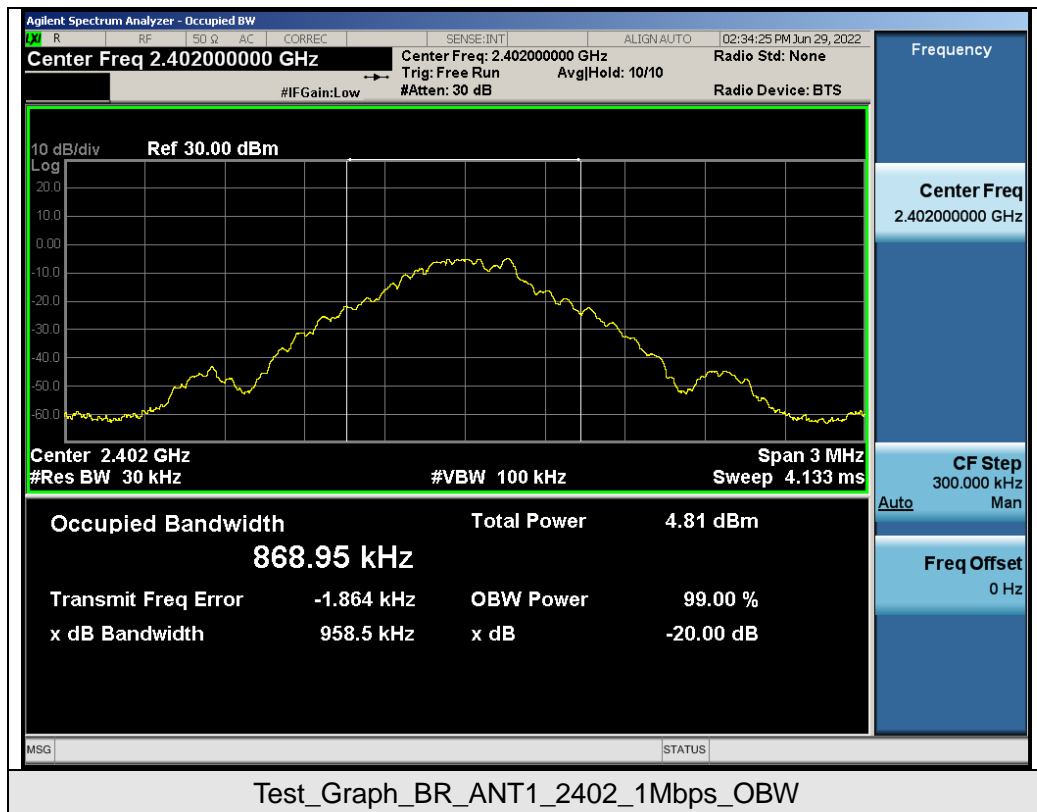 Agilent Spectrum Analyzer - Occupied BW
LXI R RF 50 Ω AC CORREC SENSE:INT ALIGN AUTO 02:34:25 PM Jun 29, 2022
Center Freq 2.402000000 GHz
Center Freq: 2.402000000 GHz Radio Std: None
Trig: Free Run Avg|Hold: 10/10
#IFGain:Low #Atten: 30 dB Radio Device: BTS
Frequency
10 dB/div Ref 30.00 dBm
Log
20.0
10.0
0.00
-10.0
-20.0
-30.0
-40.0
-50.0
-60.0
Center 2.402 GHz Span 3 MHz
#Res BW 30 kHz #VBW 100 kHz Sweep 4.133 ms
Center Freq
2.402000000 GHz
CF Step
300.000 kHz
Auto Man
Freq Offset
0 Hz
Occupied Bandwidth Total Power 4.81 dBm
868.95 kHz
Transmit Freq Error -1.864 kHz OBW Power 99.00 %
x dB Bandwidth 958.5 kHz x dB -20.00 dB
MSG STATUS
Test_Graph_BR_ANT1_2402_1Mbps_OBW